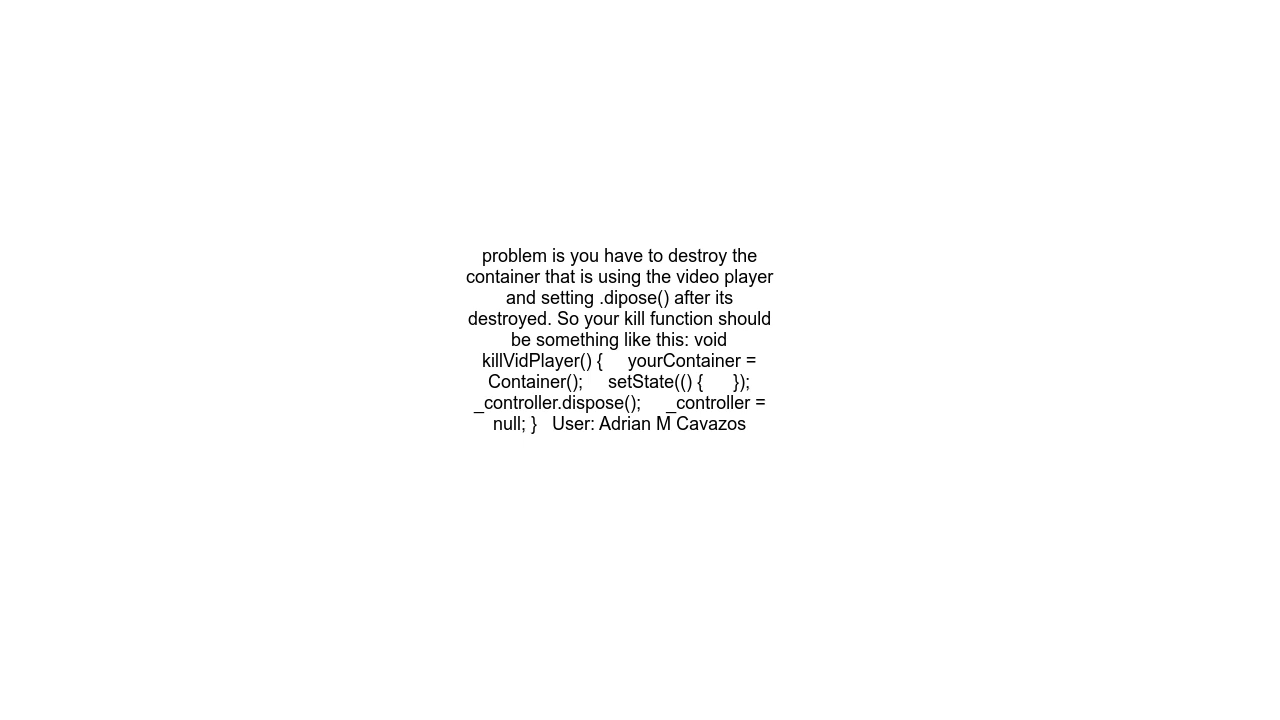 problem is you have to destroy the
container that is using the video player
and setting .dipose() after its
destroyed. So your kill function should
be something like this: void
killVidPlayer() {     yourContainer =
Container();     setState(() {      });
_controller.dispose();     _controller =
null; }   User: Adrian M Cavazos